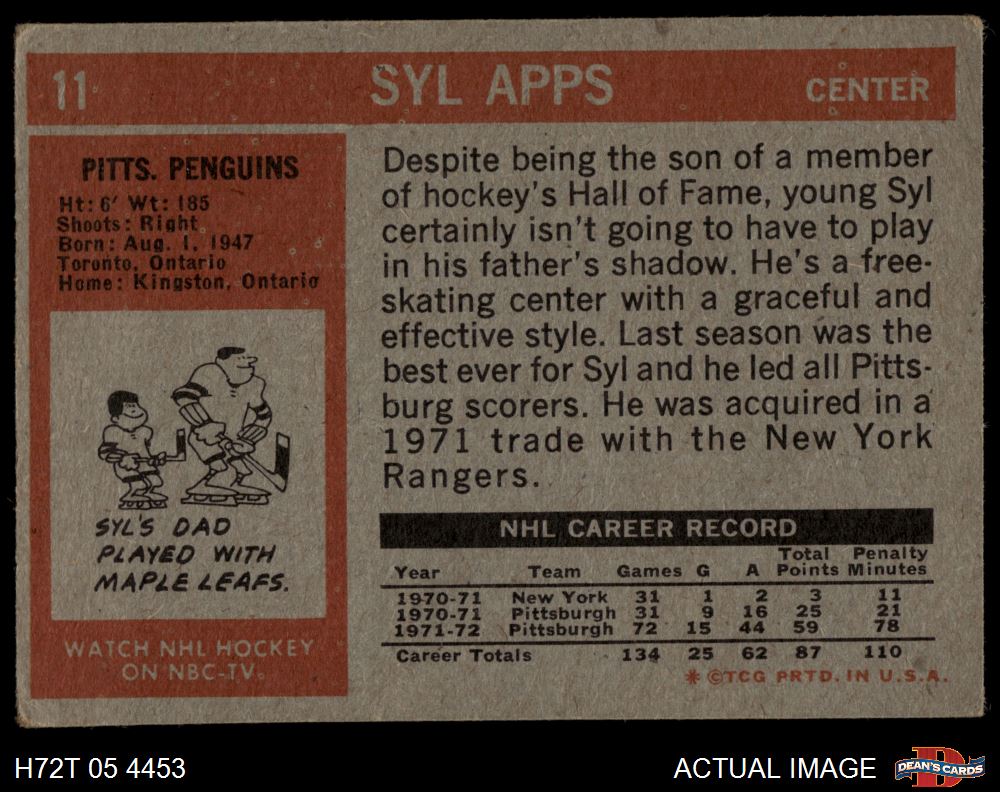 11
SYL APPS
CENTER
PITTS. PENGUINS
Ht: 6' Wt: 185
Shoots: Right
Born: Aug. 1, 1947
Toronto, Ontario
Home: Kingston, Ontario
SYL'S DAD
PLAYED WITH
MAPLE LEAFS.
WATCH NHL HOCKEY
ON NBC-TV.
Despite being the son of a member
of hockey's Hall of Fame, young Syl
certainly isn't going to have to play
in his father's shadow. He's a free-
skating center with a graceful and
effective style. Last season was the
best ever for Syl and he led all Pitts-
burg scorers. He was acquired in a
1971 trade with the New York
Rangers.
NHL CAREER RECORD
Year Team Games G A Total Points Penalty Minutes
1970-71 New York 31 1 2 3 11
1970-71 Pittsburgh 31 9 16 25 21
1971-72 Pittsburgh 72 15 44 59 78
Career Totals 134 25 62 87 110
* ©TCG PRTD. IN U.S.A.
H72T 05 4453
ACTUAL IMAGE
DEAN'S CARDS